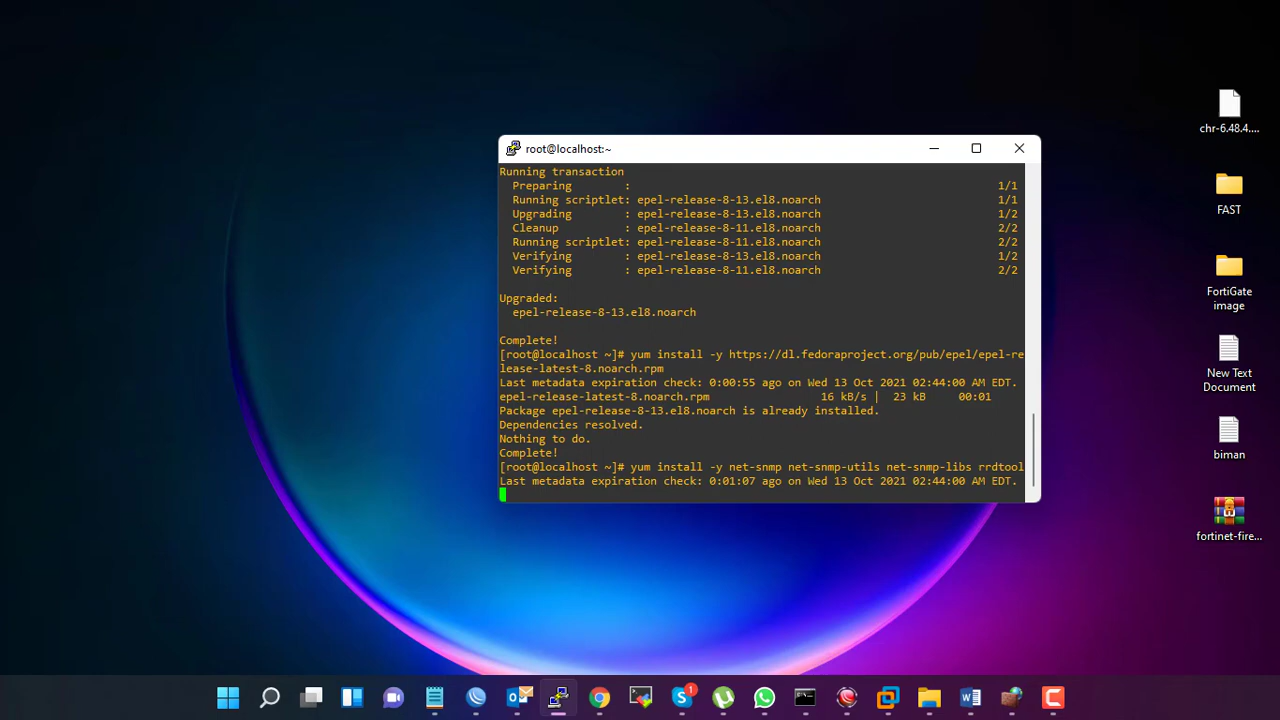 root@localhost:~
Running transaction
Preparing : 1/1
Running scriptlet: epel-release-8-13.el8.noarch 1/1
Upgrading : epel-release-8-13.el8.noarch 1/2
Cleanup : epel-release-8-11.el8.noarch 2/2
Running scriptlet: epel-release-8-11.el8.noarch 2/2
Verifying : epel-release-8-13.el8.noarch 1/2
Verifying : epel-release-8-11.el8.noarch 2/2
Upgraded:
epel-release-8-13.el8.noarch
Complete!
[root@localhost ~]# yum install -y https://dl.fedoraproject.org/pub/epel/epel-re
lease-latest-8.noarch.rpm
Last metadata expiration check: 0:00:55 ago on Wed 13 Oct 2021 02:44:00 AM EDT.
epel-release-latest-8.noarch.rpm 16 kB/s | 23 kB 00:01
Package epel-release-8-13.el8.noarch is already installed.
Dependencies resolved.
Nothing to do.
Complete!
[root@localhost ~]# yum install -y net-snmp net-snmp-utils net-snmp-libs rrdtool
Last metadata expiration check: 0:01:07 ago on Wed 13 Oct 2021 02:44:00 AM EDT.
chr-6.48.4....
FAST
FortiGate
image
New Text
Document
biman
fortinet-fire...
1